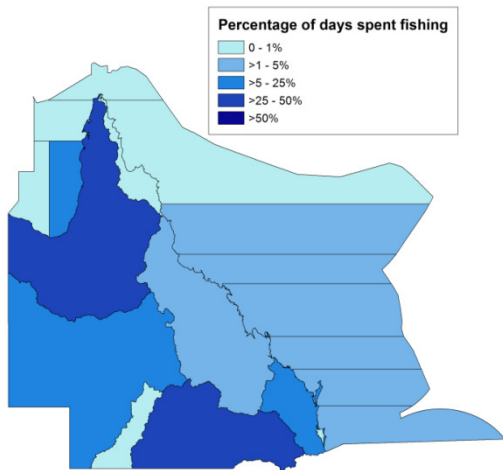 Percentage of days spent fishing
0 - 1%
>1 - 5%
>5 - 25%
>25 - 50%
>50%